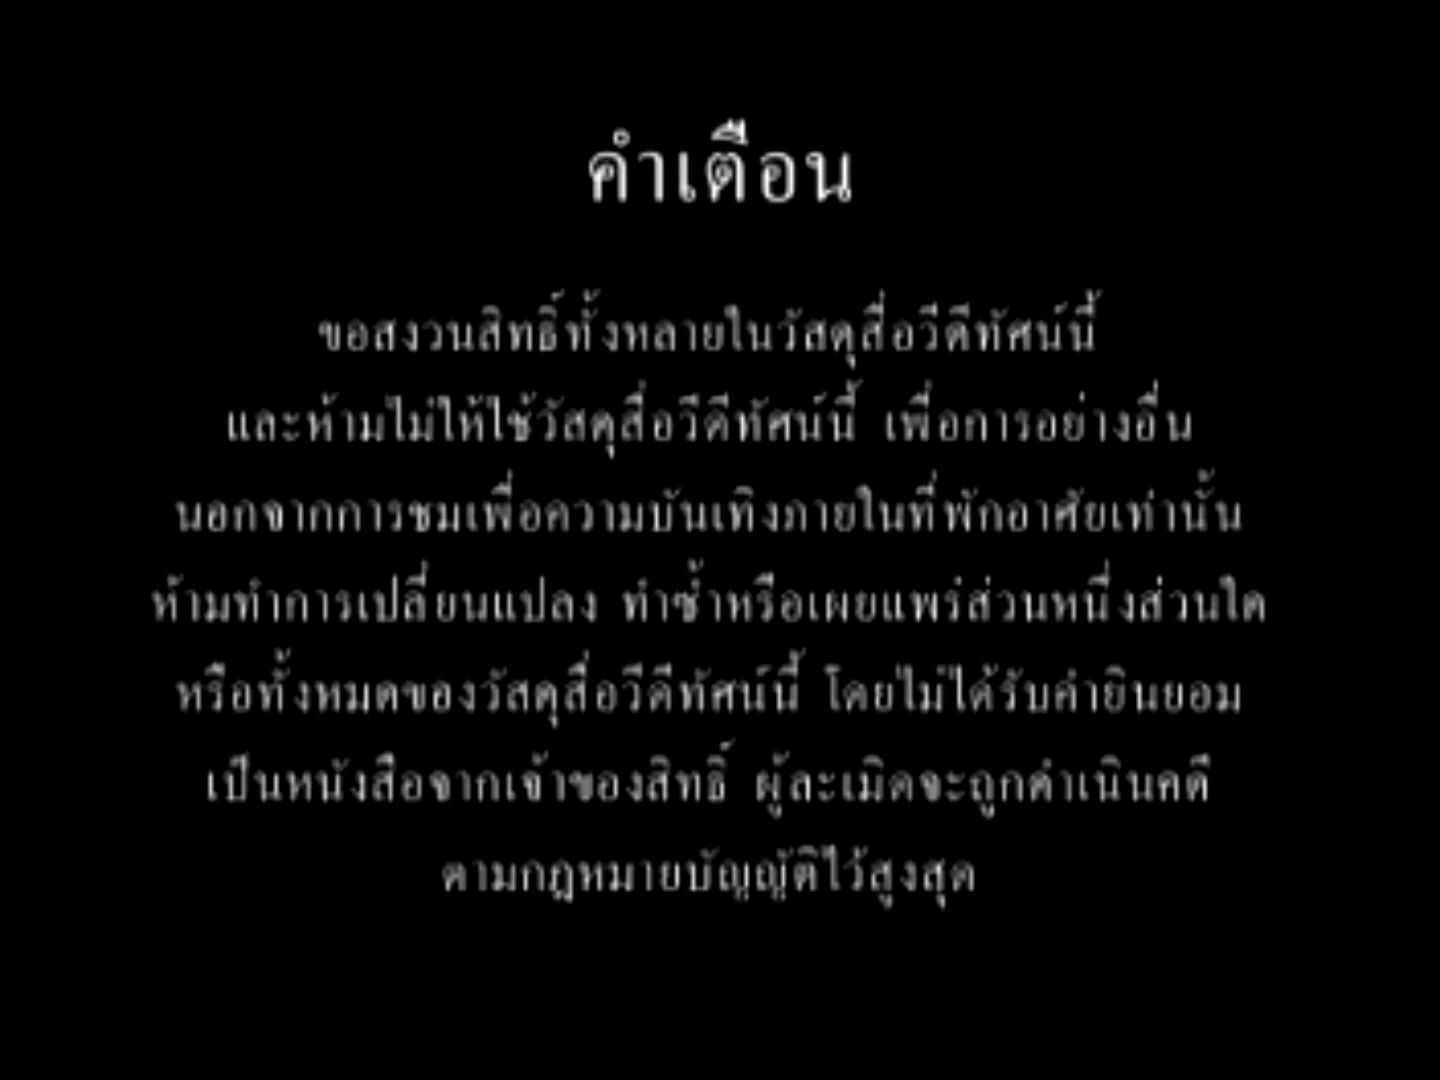 คำเตือน
ขอสงวนสิทธิ์ทั้งหลายในวัสดุสื่อวีดีทัศน์นี้
และห้ามไม่ให้ใช้วัสดุสื่อวีดีทัศน์นี้ เพื่อการอย่างอื่น
นอกจากการชมเพื่อความบันเทิงภายในที่พักอาศัยเท่านั้น
ห้ามทำการเปลี่ยนแปลง ทำซ้ำหรือเผยแพร่ส่วนหนึ่งส่วนใด
หรือทั้งหมดของวัสดุสื่อวีดีทัศน์นี้ โดยไม่ได้รับคำยินยอม
เป็นหนังสือจากเจ้าของสิทธิ์ ผู้ละเมิดจะถูกดำเนินคดี
ตามกฎหมายบัญญัติไว้สูงสุด